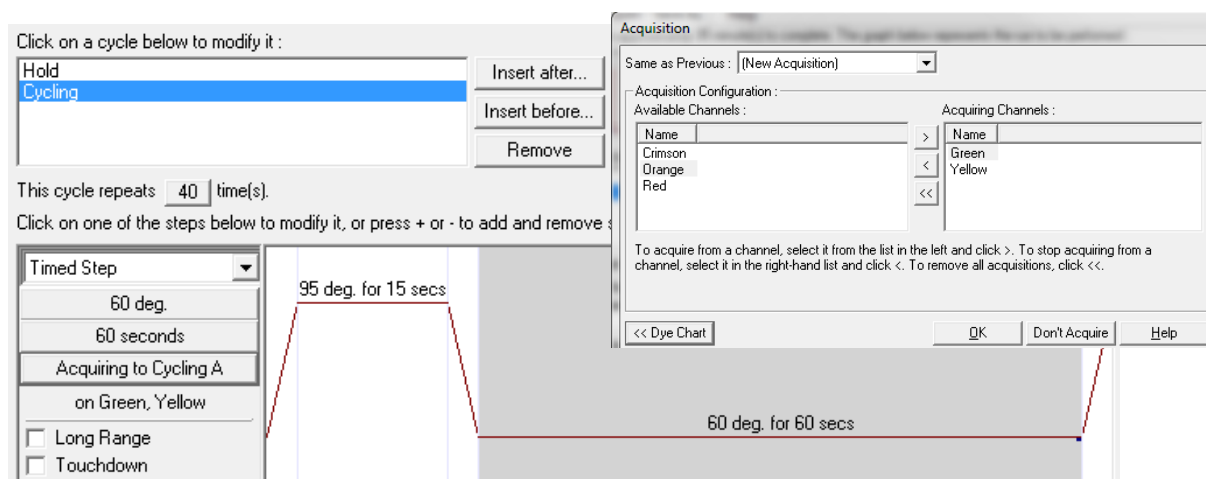 Click on a cycle below to modify it :
Hold
Cycling
Insert after...
Insert before...
Remove
This cycle repeats 40 time(s).
Click on one of the steps below to modify it, or press + or - to add and remove
Timed Step
60 deg.
60 seconds
Acquiring to Cycling A
on Green, Yellow
Long Range
Touchdown
95 deg. for 15 secs
60 deg. for 60 secs
Acquisition
Same as Previous : (New Acquisition)
Acquisition Configuration :
Available Channels :
Name
Crimson
Orange
Red
>
<
<<
Acquiring Channels :
Name
Green
Yellow
To acquire from a channel, select it from the list in the left and click >. To stop acquiring from a
channel, select it in the right-hand list and click <. To remove all acquisitions, click <<.
<< Dye Chart
OK
Don't Acquire
Help